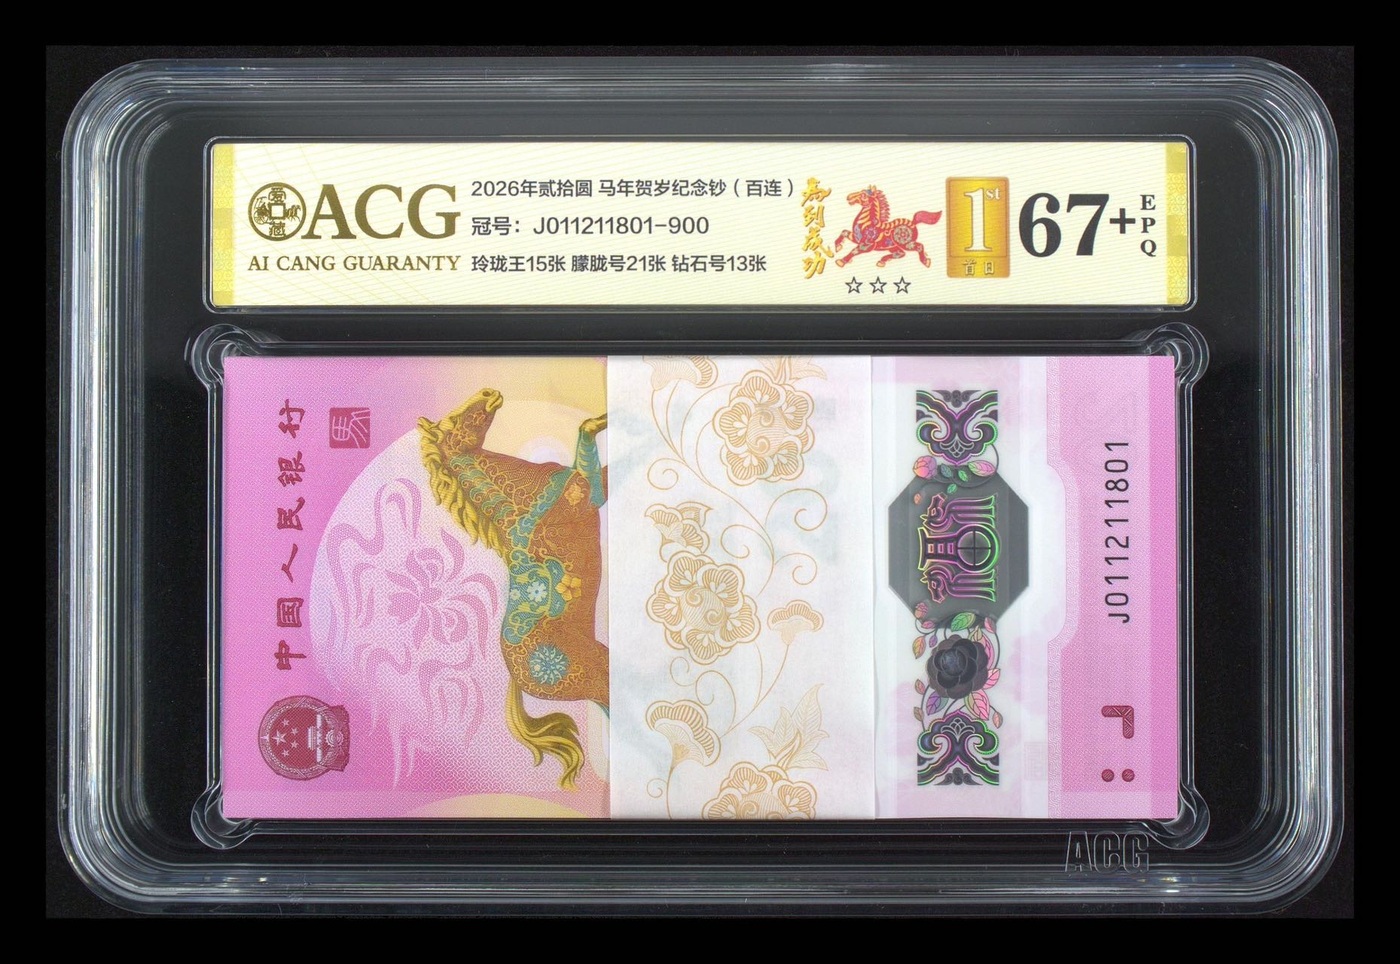 ACG
AI CANG GUARANTY
2026年贰拾圆 马年贺岁纪念钞（百连）
冠号：J011211801-900
玲珑王15张 朦胧号21张 钻石号13张
马到成功
☆☆☆
1st
首日
67+
EPQ
中国人民银行
J011211801
ACG